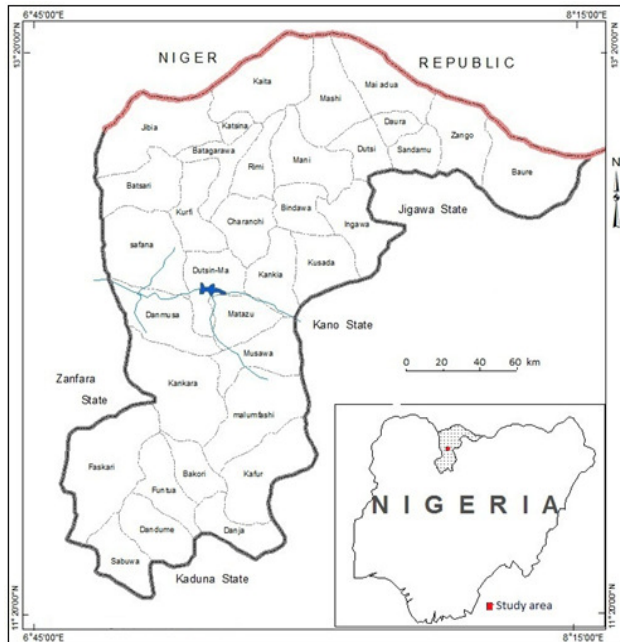 6°45'00"E
8°15'00"E
13°20'00"N
13°20'00"N
NIGER
REPUBLIC
Kaita
Mashi
Mai adua
Jibia
Kataina
Daura
Zango
Batagarawa
Dutsi
Sandamu
Rimi
Mani
Baure
N
Batsari
Kurfi
Bindawa
Jigawa State
Charanchi
Ingawa
safana
Dutsin-Ma
Kankia
Kusada
Danmusa
Matazu
Kano State
Musawa
0 20 40 60 km
Zanfara
State
Kankara
malumfashi
Faskari
Bakori
Kafur
Funtua
NIGERIA
Dandume
Danja
Sabuwa
Kaduna State
Study area
11°20'00"N
11°20'00"N
6°45'00"E
8°15'00"E